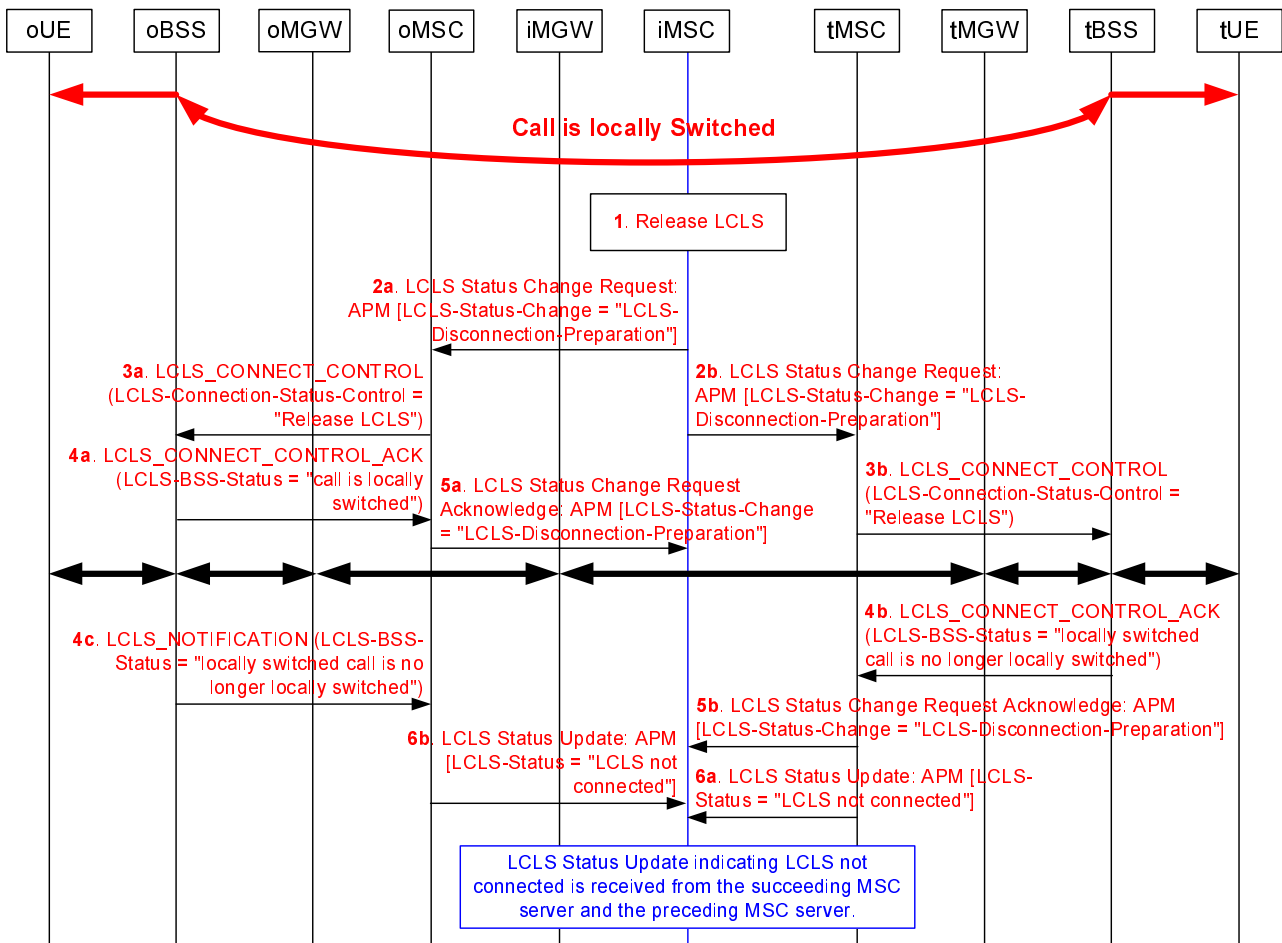 oUE oBSS oMGW oMSC iMGW iMSC tMSC tMGW tBSS tUE
Call is locally Switched
1. Release LCLS
2a. LCLS Status Change Request:
APM [LCLS-Status-Change = "LCLS-
Disconnection-Preparation"]
3a. LCLS_CONNECT_CONTROL
(LCLS-Connection-Status-Control =
"Release LCLS")
2b. LCLS Status Change Request:
APM [LCLS-Status-Change = "LCLS-
Disconnection-Preparation"]
4a. LCLS_CONNECT_CONTROL_ACK
(LCLS-BSS-Status = "call is locally
switched")
5a. LCLS Status Change Request
Acknowledge: APM [LCLS-Status-Change
= "LCLS-Disconnection-Preparation"]
3b. LCLS_CONNECT_CONTROL
(LCLS-Connection-Status-Control =
"Release LCLS")
4b. LCLS_CONNECT_CONTROL_ACK
(LCLS-BSS-Status = "locally switched
call is no longer locally switched")
4c. LCLS_NOTIFICATION (LCLS-BSS-
Status = "locally switched call is no
longer locally switched")
5b. LCLS Status Change Request Acknowledge: APM
[LCLS-Status-Change = "LCLS-Disconnection-Preparation"]
6b. LCLS Status Update: APM
[LCLS-Status = "LCLS not
connected"]
6a. LCLS Status Update: APM [LCLS-
Status = "LCLS not connected"]
LCLS Status Update indicating LCLS not
connected is received from the succeeding MSC
server and the preceding MSC server.